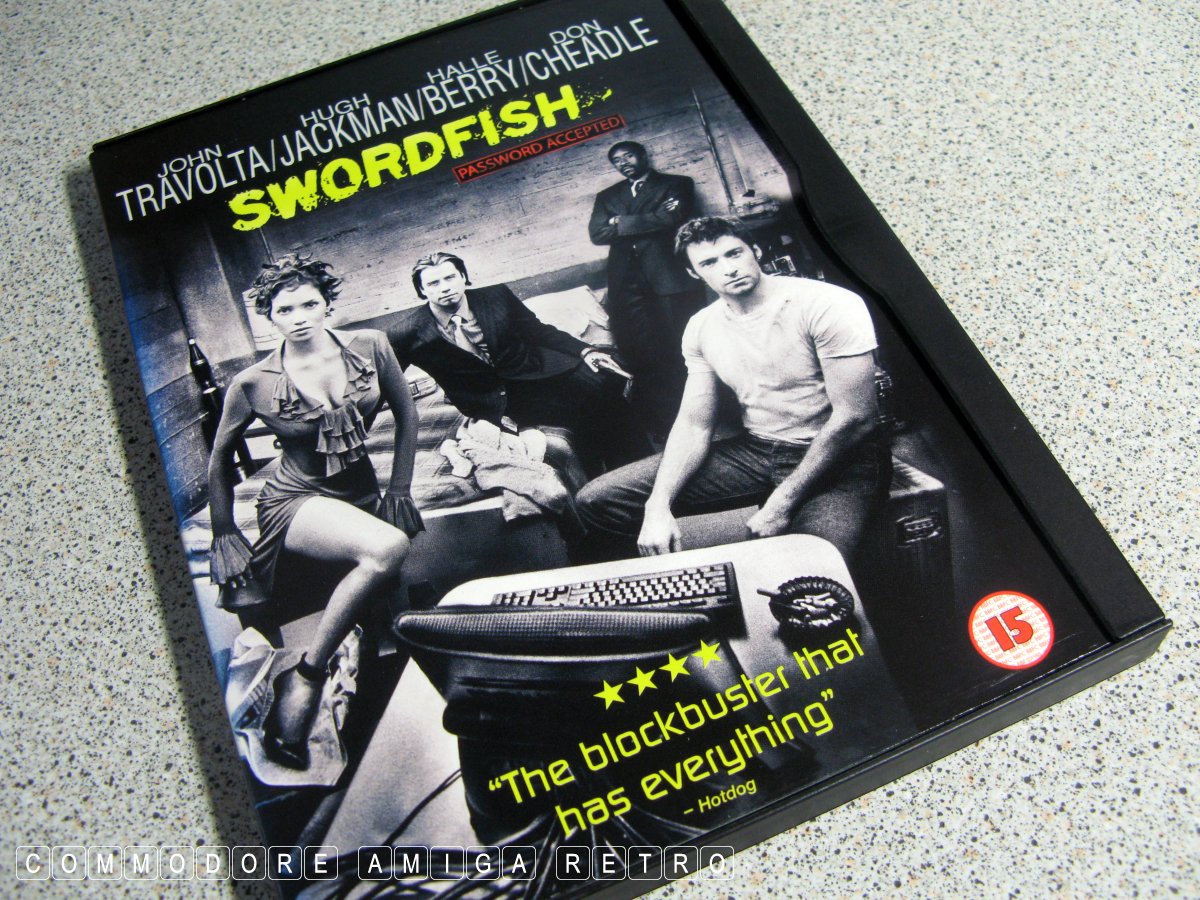 JOHN HUGH HALLE DON
TRAVOLTA/JACKMAN/BERRY/CHEADLE
SWORDFISH
PASSWORD ACCEPTED
15
★★★★
“The blockbuster that
has everything”
– Hotdog
COMMODORE AMIGA RETRO